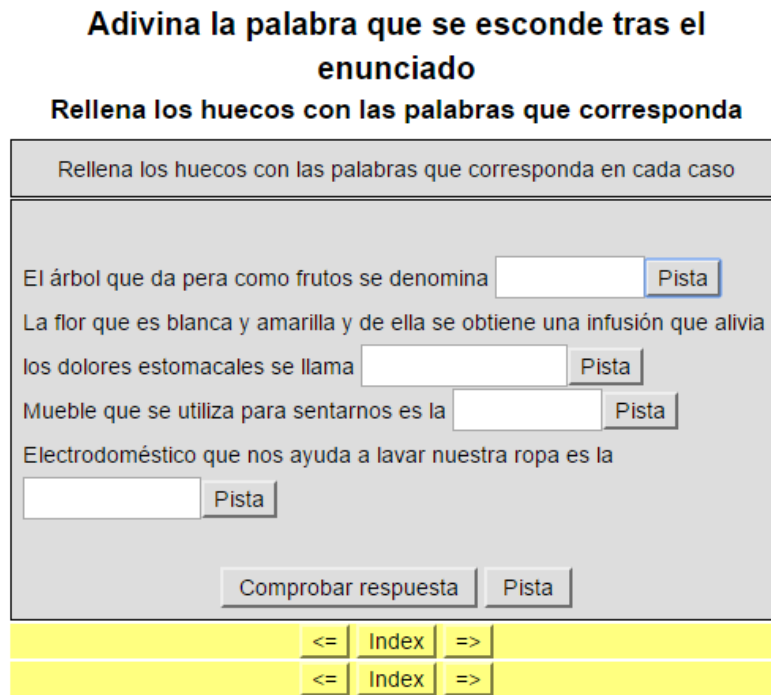 Adivina la palabra que se esconde tras el
enunciado
Rellena los huecos con las palabras que corresponda
Rellena los huecos con las palabras que corresponda en cada caso
El árbol que da pera como frutos se denomina Pista
La flor que es blanca y amarilla y de ella se obtiene una infusión que alivia
los dolores estomacales se llama Pista
Mueble que se utiliza para sentarnos es la Pista
Electrodoméstico que nos ayuda a lavar nuestra ropa es la
Pista
Comprobar respuesta Pista
<= Index =>
<= Index =>